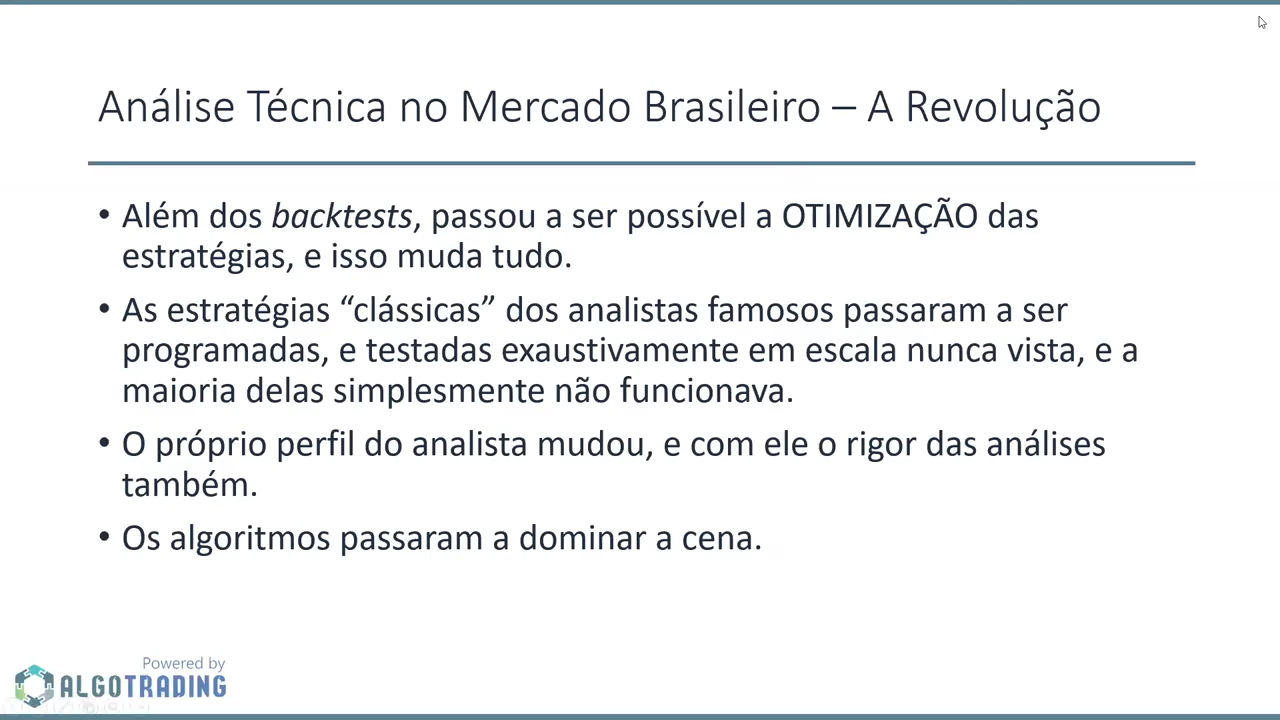 Análise Técnica no Mercado Brasileiro – A Revolução
• Além dos backtests, passou a ser possível a OTIMIZAÇÃO das
estratégias, e isso muda tudo.
• As estratégias “clássicas” dos analistas famosos passaram a ser
programadas, e testadas exaustivamente em escala nunca vista, e a
maioria delas simplesmente não funcionava.
• O próprio perfil do analista mudou, e com ele o rigor das análises
também.
• Os algoritmos passaram a dominar a cena.
Powered by
ALGOTRADING